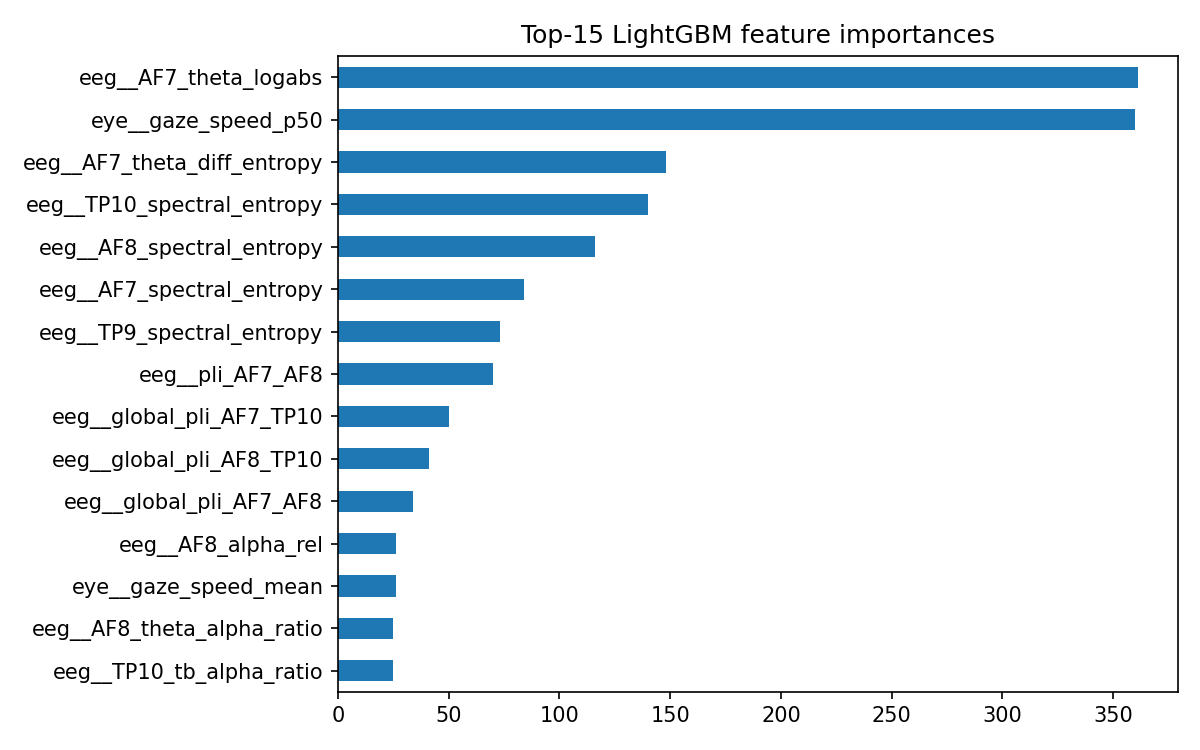 Top-15 LightGBM feature importances
eeg__AF7_theta_logabs
eye__gaze_speed_p50
eeg__AF7_theta_diff_entropy
eeg__TP10_spectral_entropy
eeg__AF8_spectral_entropy
eeg__AF7_spectral_entropy
eeg__TP9_spectral_entropy
eeg__pli_AF7_AF8
eeg__global_pli_AF7_TP10
eeg__global_pli_AF8_TP10
eeg__global_pli_AF7_AF8
eeg__AF8_alpha_rel
eye__gaze_speed_mean
eeg__AF8_theta_alpha_ratio
eeg__TP10_tb_alpha_ratio
0 50 100 150 200 250 300 350